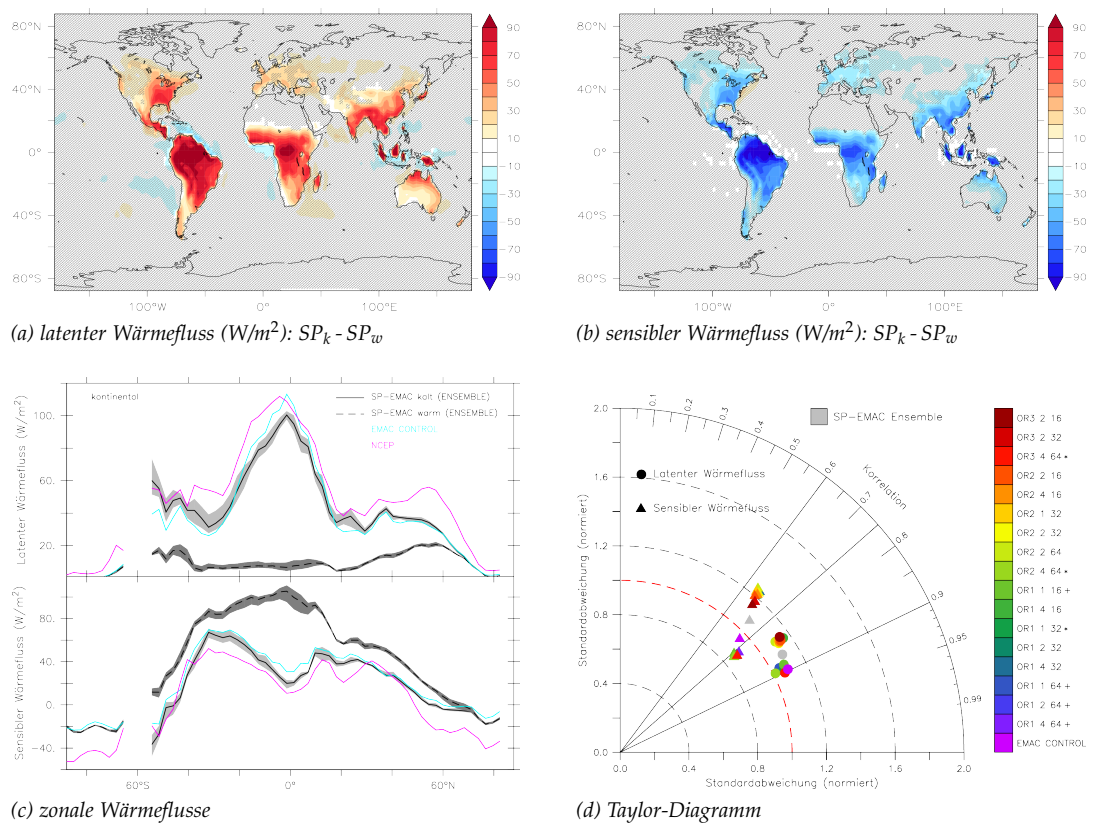 80°N
40°N
0°
40°S
80°S
100°W
0°
100°E
90
70
50
30
10
−10
−30
−50
−70
−90
(a) latenter Wärmefluss (W/m²): SPk - SPw
80°N
40°N
0°
40°S
80°S
100°W
0°
100°E
90
70
50
30
10
−10
−30
−50
−70
−90
(b) sensibler Wärmefluss (W/m²): SPk - SPw
kontinental
SP−EMAC kalt (ENSEMBLE)
SP−EMAC warm (ENSEMBLE)
EMAC CONTROL
NCEP
Latenter Wärmefluss (W/m²)
100.
60.
20.
Sensibler Wärmefluss (W/m²)
80.
40.
0.
−40.
60°S
0°
60°N
(c) zonale Wärmeflusse
SP−EMAC Ensemble
Latenter Wärmefluss
Sensibler Wärmefluss
Korrelation
0.1
0.2
0.3
0.4
0.5
0.6
0.7
0.8
0.9
0.95
0.99
Standardabweichung (normiert)
2.0
1.6
1.2
0.8
0.4
0.0
0.0
0.4
0.8
1.2
1.6
2.0
Standardabweichung (normiert)
OR3 2 16
OR3 2 32
OR3 4 64 *
OR2 2 16
OR2 4 16
OR2 1 32
OR2 2 32
OR2 2 64
OR2 4 64 *
OR1 1 16 +
OR1 4 16
OR1 1 32 *
OR1 2 32
OR1 4 32
OR1 1 64 +
OR1 2 64 +
OR1 4 64 +
EMAC CONTROL
(d) Taylor-Diagramm